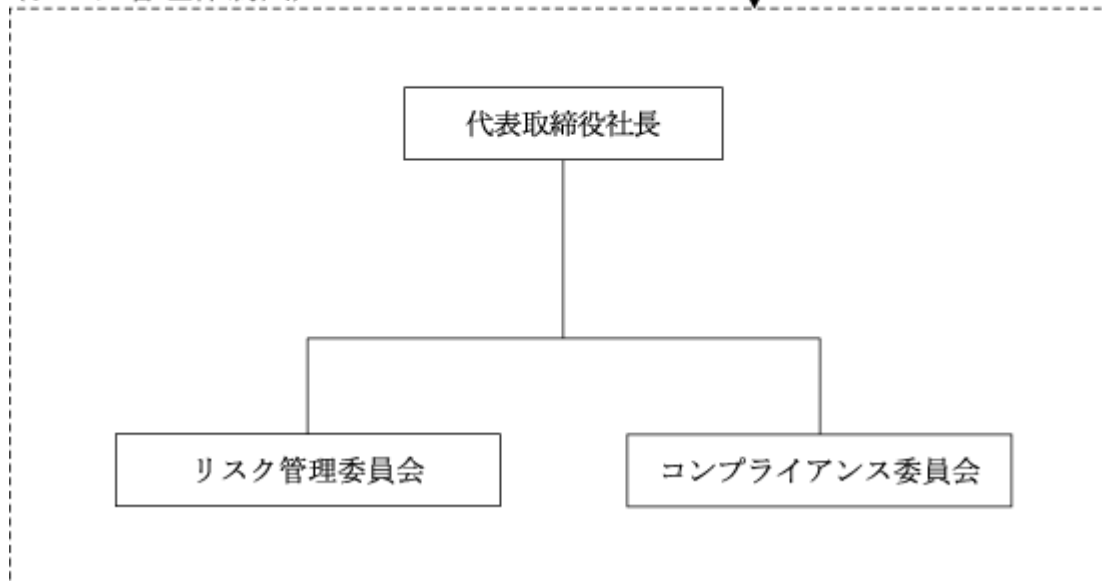 代表取締役社長
リスク管理委員会
コンプライアンス委員会